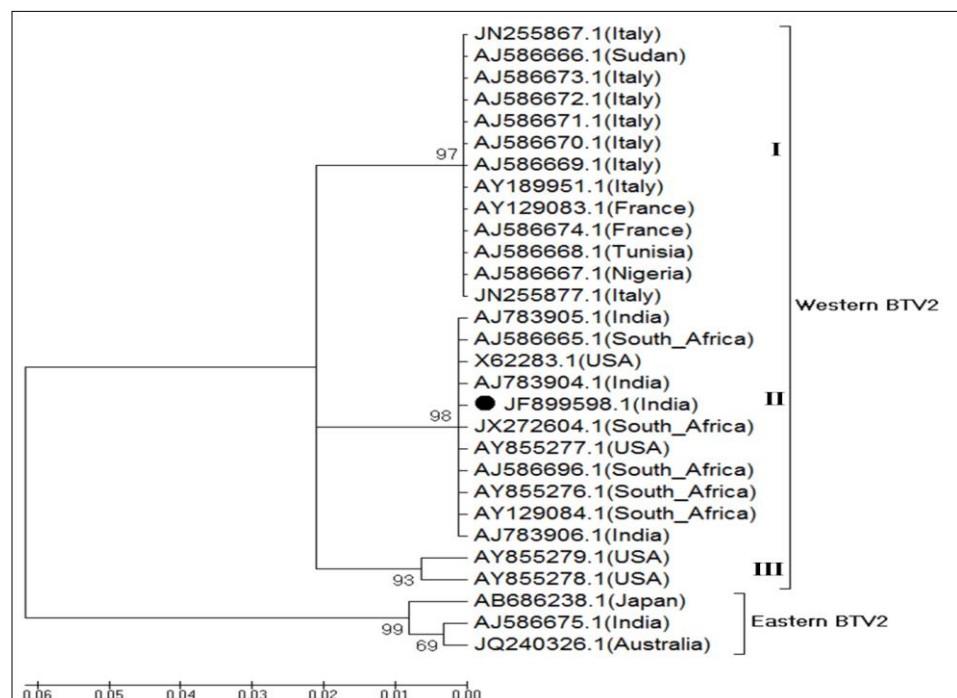 JN255867.1(Italy)
AJ586666.1(Sudan)
AJ586673.1(Italy)
AJ586672.1(Italy)
AJ586671.1(Italy)
AJ586670.1(Italy)
97
I
AJ586669.1(Italy)
AY189951.1(Italy)
AY129083.1(France)
AJ586674.1(France)
AJ586668.1(Tunisia)
AJ586667.1(Nigeria)
JN255877.1(Italy)
Western BTV2
AJ783905.1(India)
AJ586665.1(South_Africa)
X62283.1(USA)
AJ783904.1(India)
JF899598.1(India)
II
98
JX272604.1(South_Africa)
AY855277.1(USA)
AJ586696.1(South_Africa)
AY855276.1(South_Africa)
AY129084.1(South_Africa)
AJ783906.1(India)
AY855279.1(USA)
III
93
AY855278.1(USA)
AB686238.1(Japan)
99
AJ586675.1(India)
Eastern BTV2
69
JQ240326.1(Australia)
0.06 0.05 0.04 0.03 0.02 0.01 0.00